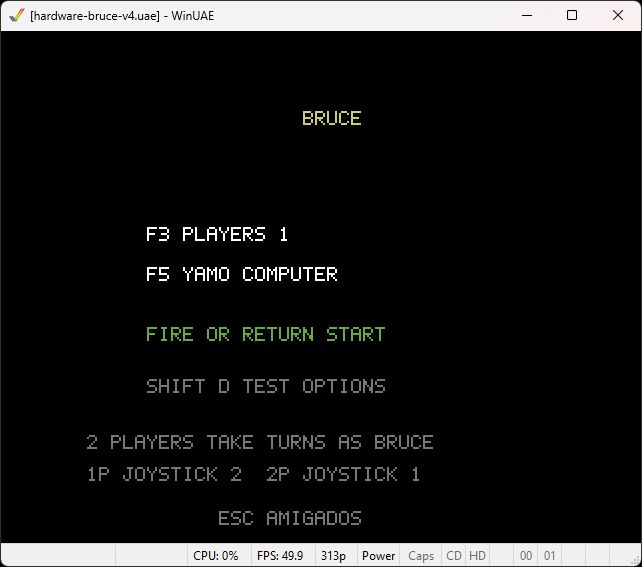 [hardware-bruce-v4.uae] - WinUAE
BRUCE
F3 PLAYERS 1
F5 YAMO COMPUTER
FIRE OR RETURN START
SHIFT D TEST OPTIONS
2 PLAYERS TAKE TURNS AS BRUCE
1P JOYSTICK 2 2P JOYSTICK 1
ESC AMIGADOS
CPU: 0% FPS: 49.9 313p Power Caps CD HD 00 01